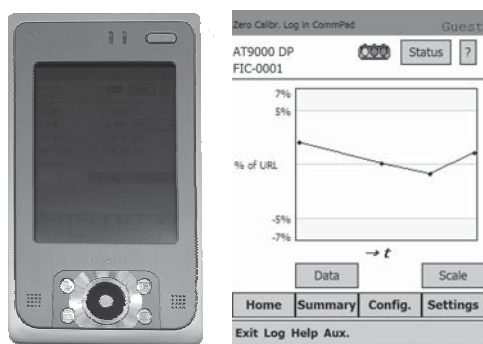 Zero Calibr. Log in CommPad Guest
AT9000 DP Status ?
FIC-0001
7%
5%
% of URL
-5%
-7%
→ t
Data Scale
Home Summary Config. Settings
Exit Log Help Aux.